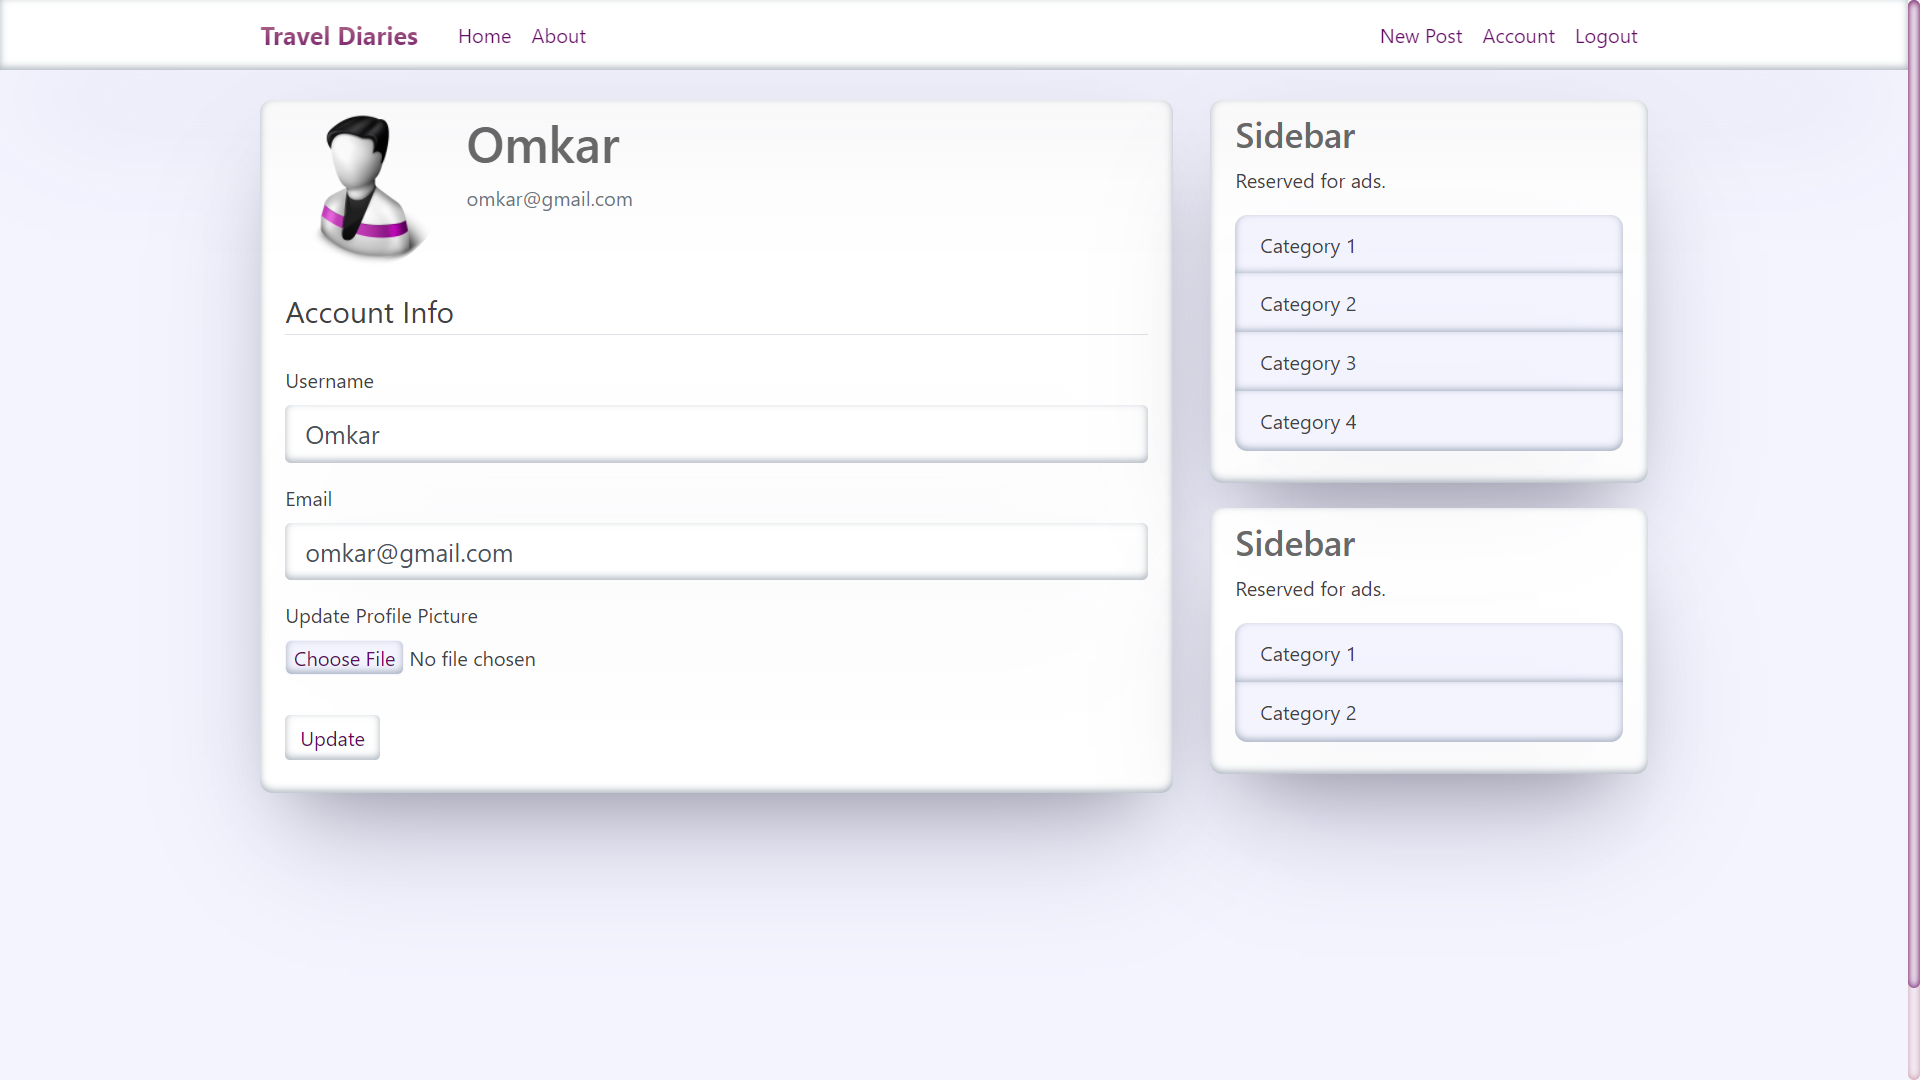 Travel Diaries Home About New Post Account Logout
Omkar
omkar@gmail.com
Account Info
Username
Omkar
Email
omkar@gmail.com
Update Profile Picture
Choose File No file chosen
Update
Sidebar
Reserved for ads.
Category 1
Category 2
Category 3
Category 4
Sidebar
Reserved for ads.
Category 1
Category 2